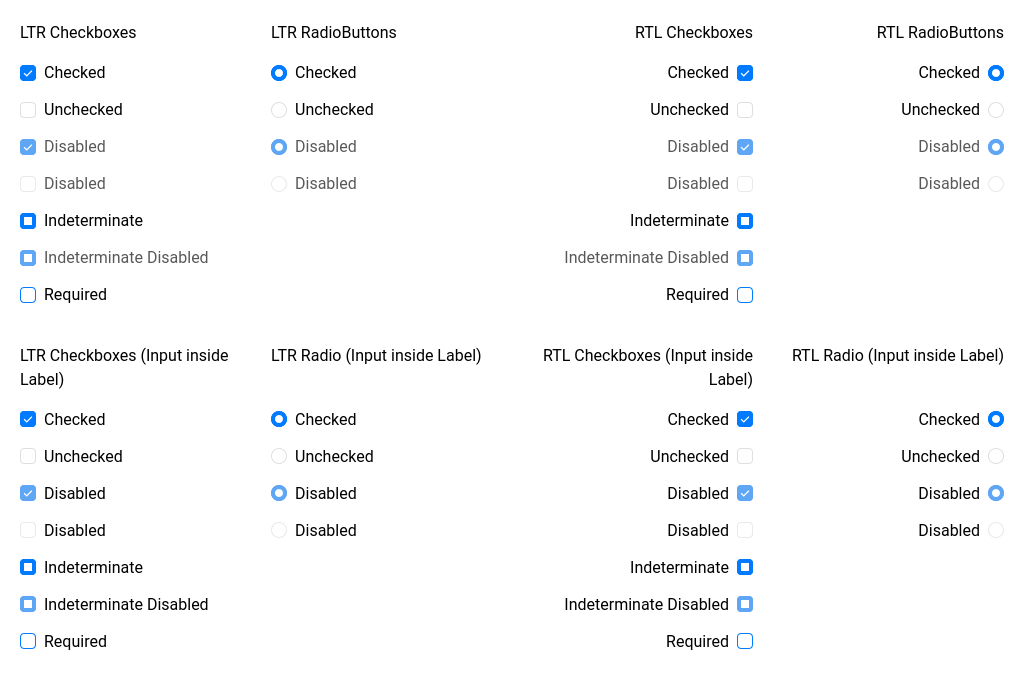 LTR Checkboxes
Checked
Unchecked
Disabled
Disabled
Indeterminate
Indeterminate Disabled
Required
LTR RadioButtons
Checked
Unchecked
Disabled
Disabled
RTL Checkboxes
Checked
Unchecked
Disabled
Disabled
Indeterminate
Indeterminate Disabled
Required
RTL RadioButtons
Checked
Unchecked
Disabled
Disabled
LTR Checkboxes (Input inside
Label)
Checked
Unchecked
Disabled
Disabled
Indeterminate
Indeterminate Disabled
Required
LTR Radio (Input inside Label)
Checked
Unchecked
Disabled
Disabled
RTL Checkboxes (Input inside
Label)
Checked
Unchecked
Disabled
Disabled
Indeterminate
Indeterminate Disabled
Required
RTL Radio (Input inside Label)
Checked
Unchecked
Disabled
Disabled